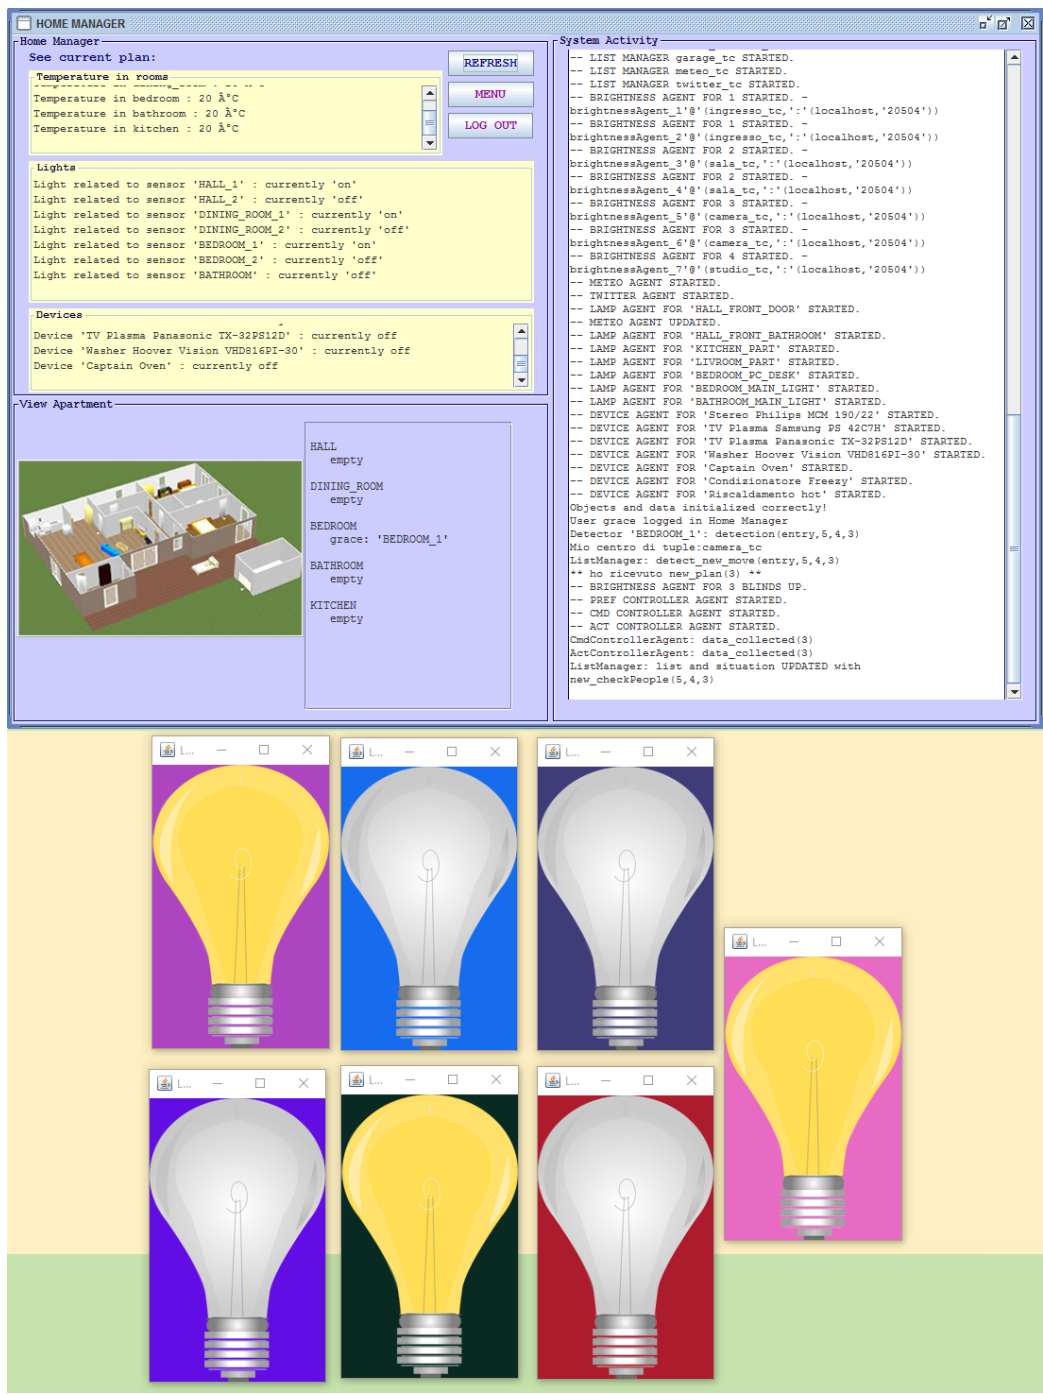 HOME MANAGER
Home Manager
See current plan:
REFRESH
MENU
LOG OUT
Temperature in rooms
Temperature in bedroom : 20 Â°C
Temperature in bathroom : 20 Â°C
Temperature in kitchen : 20 Â°C
Lights
Light related to sensor 'HALL_1' : currently 'on'
Light related to sensor 'HALL_2' : currently 'off'
Light related to sensor 'DINING_ROOM_1' : currently 'on'
Light related to sensor 'DINING_ROOM_2' : currently 'off'
Light related to sensor 'BEDROOM_1' : currently 'on'
Light related to sensor 'BEDROOM_2' : currently 'off'
Light related to sensor 'BATHROOM' : currently 'off'
Devices
Device 'TV Plasma Panasonic TX-32PS12D' : currently off
Device 'Washer Hoover Vision VHD816PI-30' : currently off
Device 'Captain Oven' : currently off
View Apartment
HALL
empty
DINING_ROOM
empty
BEDROOM
grace: 'BEDROOM_1'
BATHROOM
empty
KITCHEN
empty
System Activity
-- LIST MANAGER garage_tc STARTED.
-- LIST MANAGER meteo_tc STARTED.
-- LIST MANAGER twitter_tc STARTED.
-- BRIGHTNESS AGENT FOR 1 STARTED. -
brightnessAgent_1'@'(ingresso_tc,':'(localhost,'20504'))
-- BRIGHTNESS AGENT FOR 1 STARTED. -
brightnessAgent_2'@'(ingresso_tc,':'(localhost,'20504'))
-- BRIGHTNESS AGENT FOR 2 STARTED. -
brightnessAgent_3'@'(sala_tc,':'(localhost,'20504'))
-- BRIGHTNESS AGENT FOR 2 STARTED. -
brightnessAgent_4'@'(sala_tc,':'(localhost,'20504'))
-- BRIGHTNESS AGENT FOR 3 STARTED. -
brightnessAgent_5'@'(camera_tc,':'(localhost,'20504'))
-- BRIGHTNESS AGENT FOR 3 STARTED. -
brightnessAgent_6'@'(camera_tc,':'(localhost,'20504'))
-- BRIGHTNESS AGENT FOR 4 STARTED. -
brightnessAgent_7'@'(studio_tc,':'(localhost,'20504'))
-- METEO AGENT STARTED.
-- TWITTER AGENT STARTED.
-- LAMP AGENT FOR 'HALL_FRONT_DOOR' STARTED.
-- METEO AGENT UPDATED.
-- LAMP AGENT FOR 'HALL_FRONT_BATHROOM' STARTED.
-- LAMP AGENT FOR 'KITCHEN_PART' STARTED.
-- LAMP AGENT FOR 'LIVROOM_PART' STARTED.
-- LAMP AGENT FOR 'BEDROOM_PC_DESK' STARTED.
-- LAMP AGENT FOR 'BEDROOM_MAIN_LIGHT' STARTED.
-- LAMP AGENT FOR 'BATHROOM_MAIN_LIGHT' STARTED.
-- DEVICE AGENT FOR 'Stereo Philips MCM 190/22' STARTED.
-- DEVICE AGENT FOR 'TV Plasma Samsung PS 42C7H' STARTED.
-- DEVICE AGENT FOR 'TV Plasma Panasonic TX-32PS12D' STARTED.
-- DEVICE AGENT FOR 'Washer Hoover Vision VHD816PI-30' STARTED.
-- DEVICE AGENT FOR 'Captain Oven' STARTED.
-- DEVICE AGENT FOR 'Condizionatore Freezy' STARTED.
-- DEVICE AGENT FOR 'Riscaldamento hot' STARTED.
Objects and data initialized correctly!
User grace logged in Home Manager
Detector 'BEDROOM_1': detection(entry,5,4,3)
Mio centro di tuple:camera_tc
ListManager: detect_new_move(entry,5,4,3)
** ho ricevuto new_plan(3) **
-- BRIGHTNESS AGENT FOR 3 BLINDS UP.
-- PREF CONTROLLER AGENT STARTED.
-- CMD CONTROLLER AGENT STARTED.
-- ACT CONTROLLER AGENT STARTED.
CmdControllerAgent: data_collected(3)
ActControllerAgent: data_collected(3)
ListManager: list and situation UPDATED with
new_checkPeople(5,4,3)
L...
L...
L...
L...
L...
L...
L...